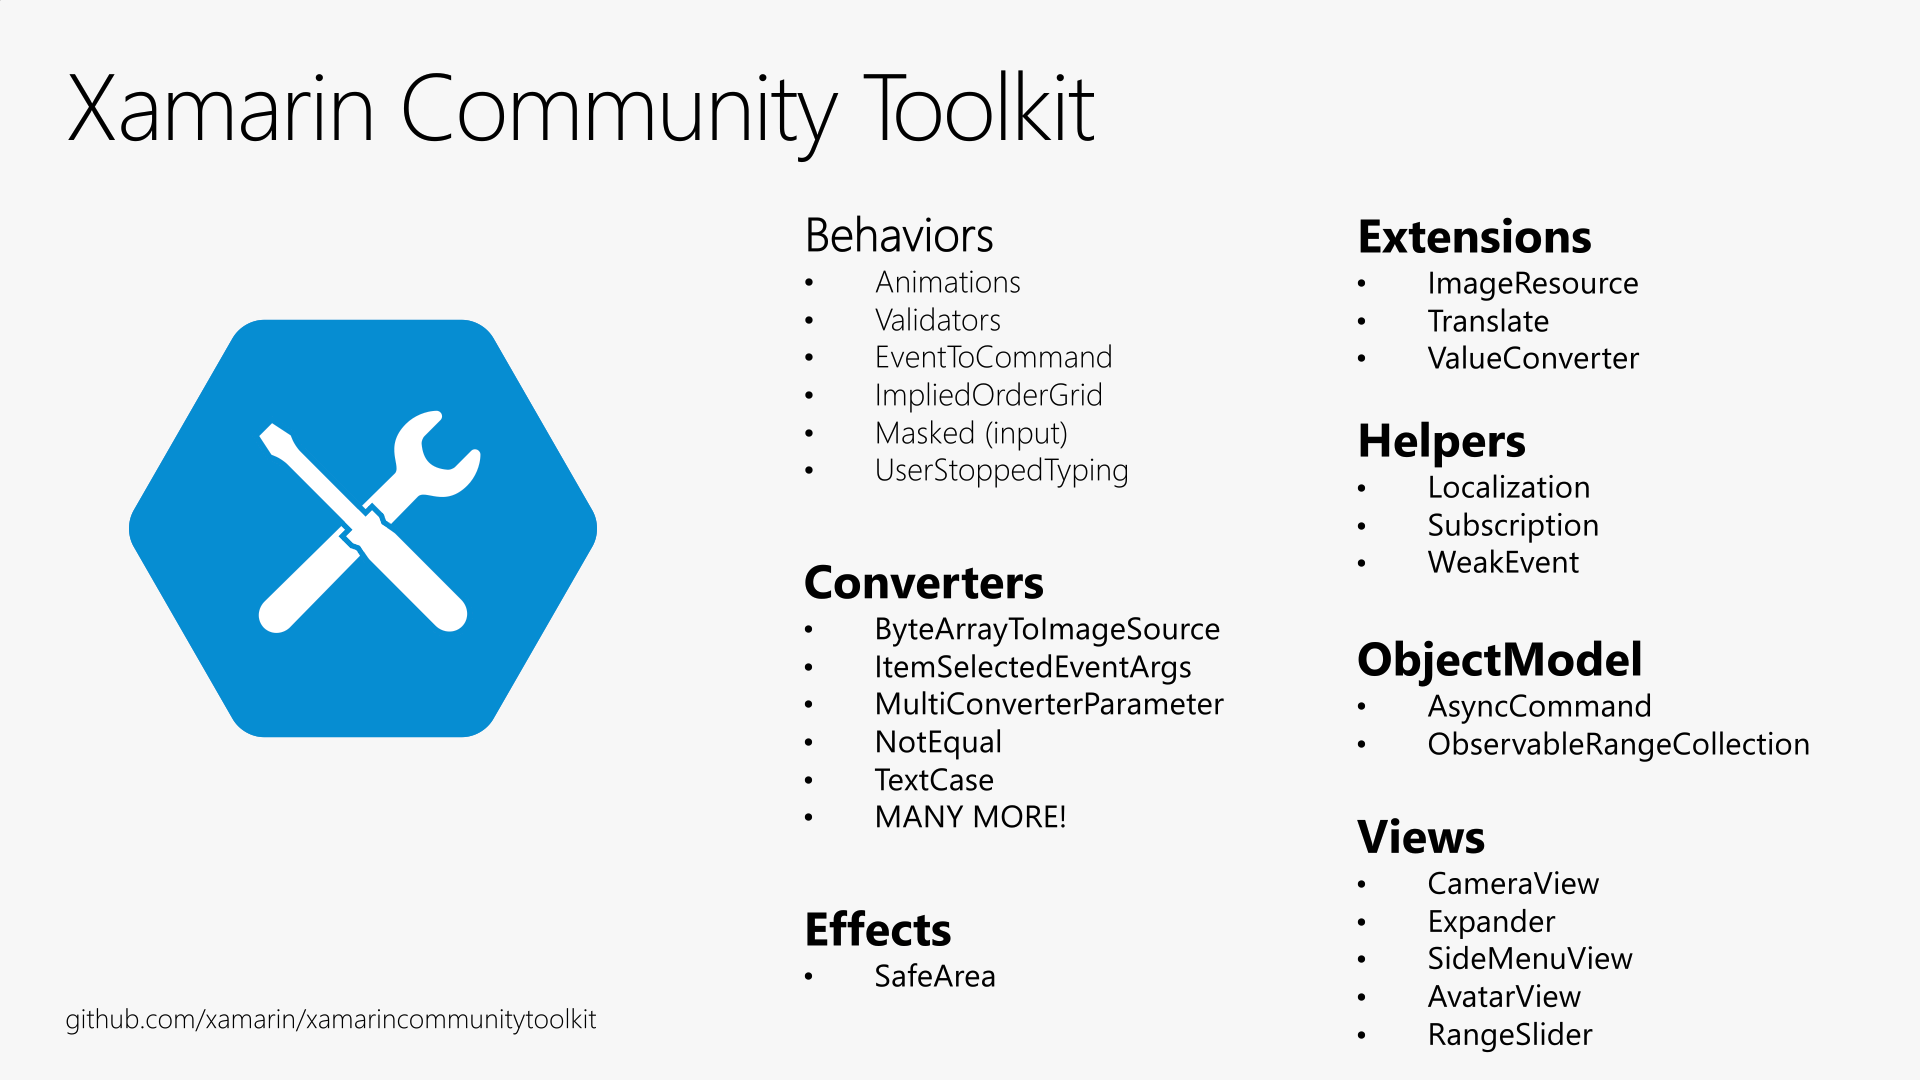 Xamarin Community Toolkit
Behaviors
• Animations
• Validators
• EventToCommand
• ImpliedOrderGrid
• Masked (input)
• UserStoppedTyping
Converters
• ByteArrayToImageSource
• ItemSelectedEventArgs
• MultiConverterParameter
• NotEqual
• TextCase
• MANY MORE!
Effects
• SafeArea
Extensions
• ImageResource
• Translate
• ValueConverter
Helpers
• Localization
• Subscription
• WeakEvent
ObjectModel
• AsyncCommand
• ObservableRangeCollection
Views
• CameraView
• Expander
• SideMenuView
• AvatarView
• RangeSlider
github.com/xamarin/xamarincommunitytoolkit